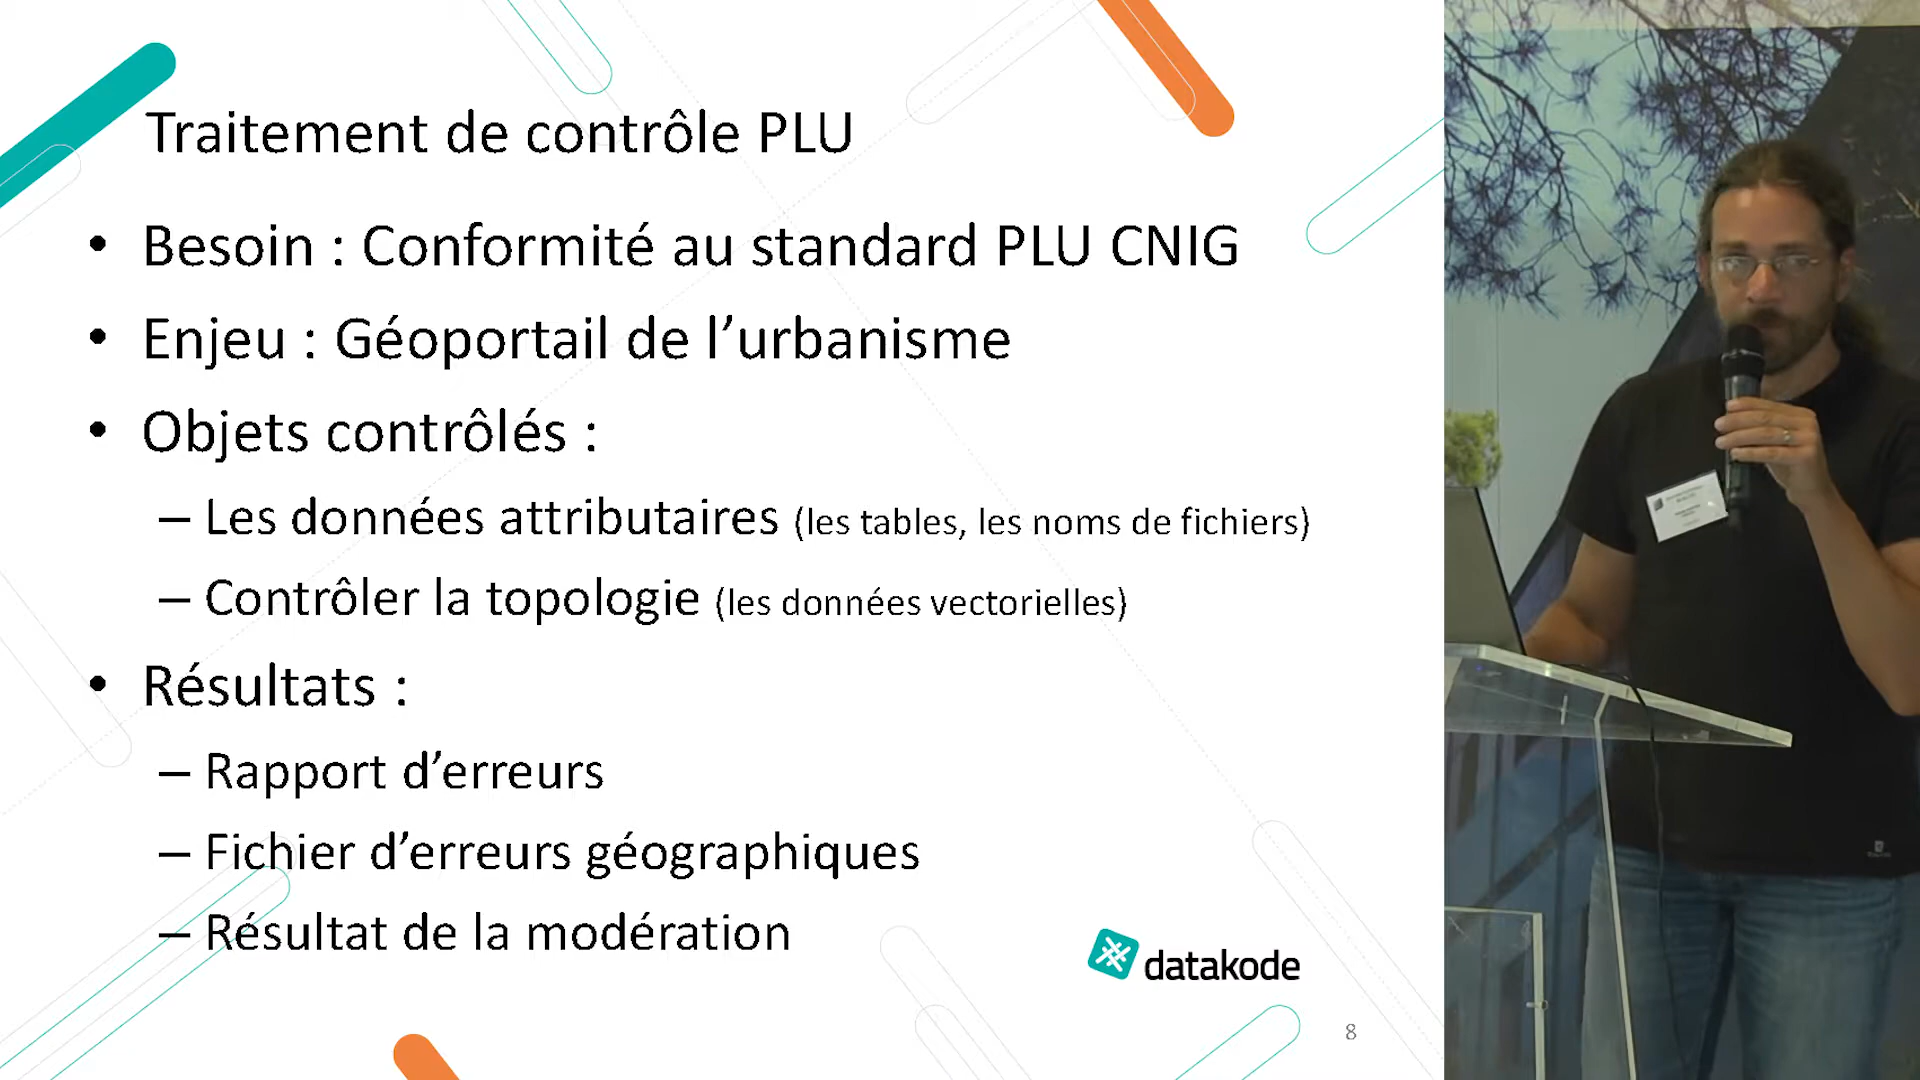 Traitement de contrôle PLU
• Besoin : Conformité au standard PLU CNIG
• Enjeu : Géoportail de l’urbanisme
• Objets contrôlés :
– Les données attributaires (les tables, les noms de fichiers)
– Contrôler la topologie (les données vectorielles)
• Résultats :
– Rapport d’erreurs
– Fichier d’erreurs géographiques
– Résultat de la modération
datakode
8